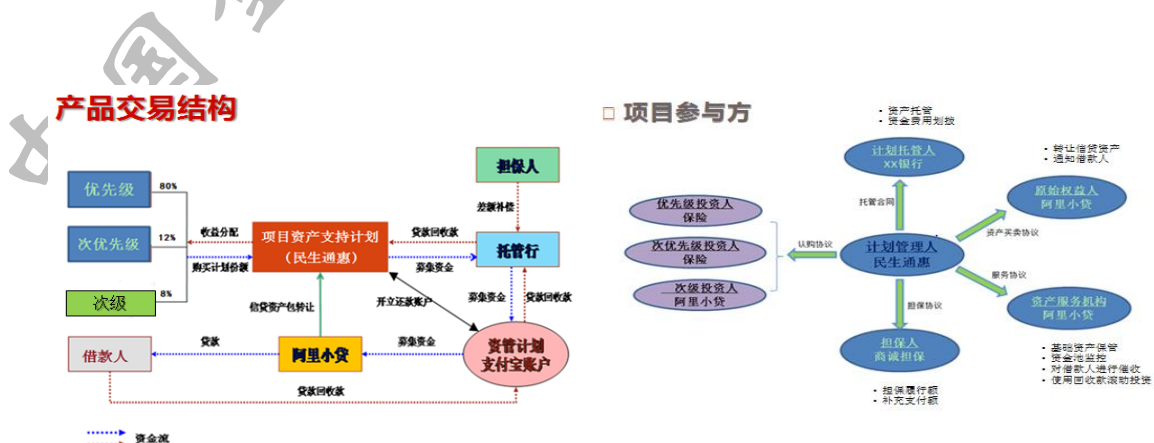 中国
产品交易结构
担保人
优先级
80%
差额补偿
次优先级
12%
收益分配
项目资产支持计划
（民生通惠）
贷款回收款
托管行
购买计划份额
募集资金
次级
8%
信贷资产包转让
开立还款账户
募集资金
贷款回收款
借款人
贷款
阿里小贷
募集资金
资管计划
支付宝账户
贷款回收款
资金流
项目参与方
• 资产托管
• 资金费用划拨
计划托管人
XX银行
• 转让信贷资产
• 通知借款人
原始权益人
阿里小贷
托管合同
优先级投资人
保险
资产买卖协议
次优先级投资人
保险
认购协议
计划管理人
民生通惠
服务协议
次级投资人
阿里小贷
担保协议
资产服务机构
阿里小贷
担保人
商诚担保
• 基础资产保管
• 资金池监控
• 对借款人进行催收
• 使用回收款滚动投资
• 担保履行额
• 补充支付额